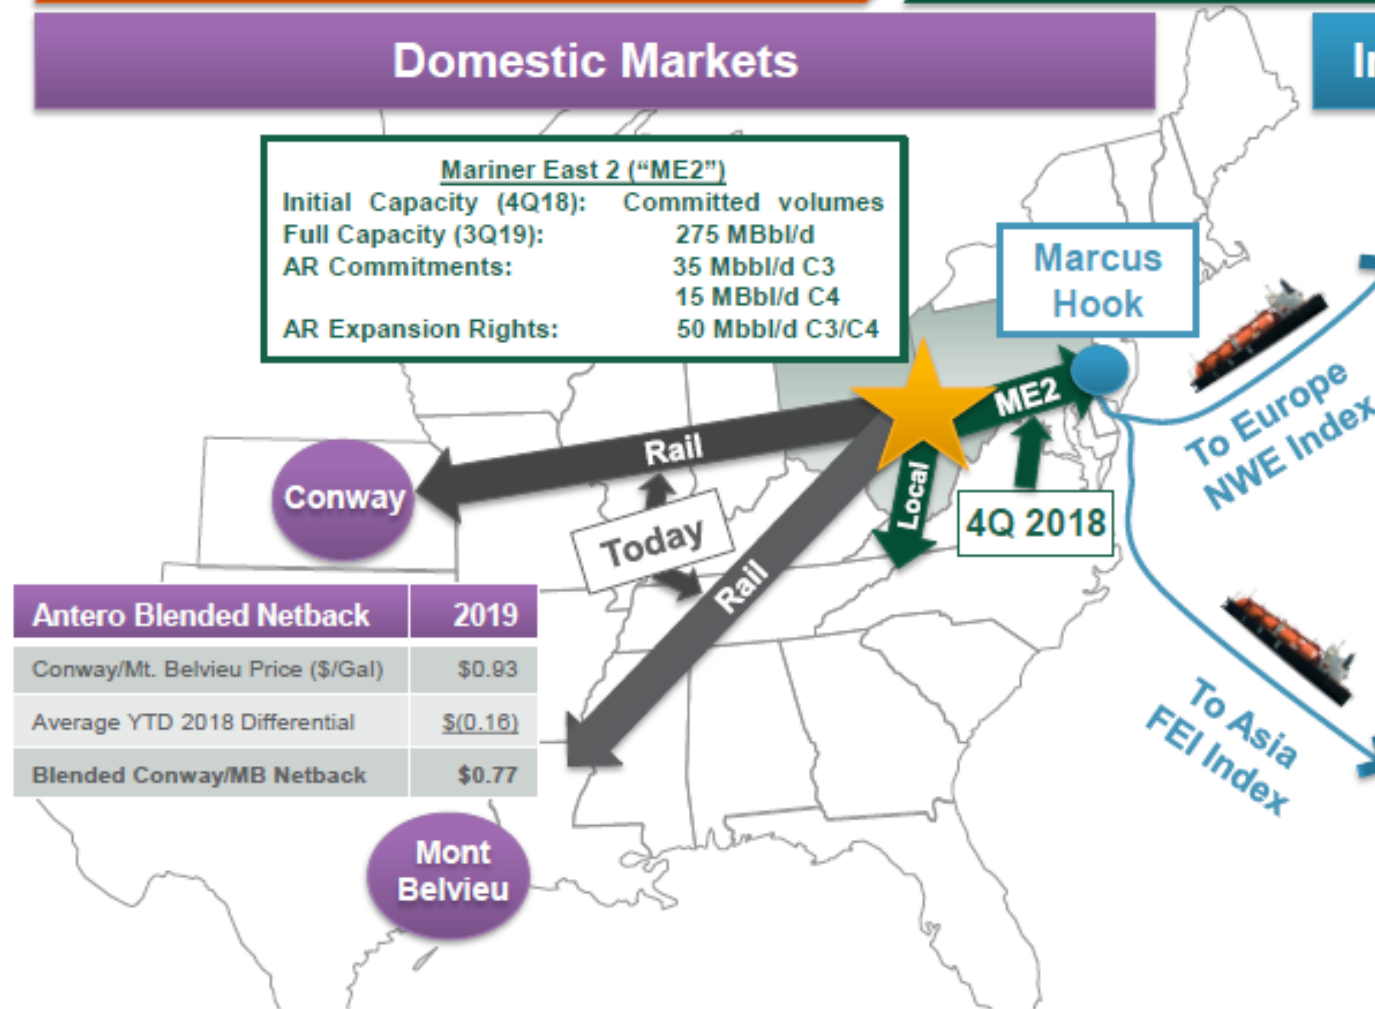 Domestic Markets
Mariner East 2 (“ME2”)
Initial Capacity (4Q18): Committed volumes
Full Capacity (3Q19): 275 MBbl/d
AR Commitments: 35 Mbbl/d C3
15 MBbl/d C4
AR Expansion Rights: 50 Mbbl/d C3/C4
Marcus
Hook
ME2
To Europe
NWE Index
Rail
Conway
Local
4Q 2018
Today
Rail
Antero Blended Netback 2019
Conway/Mt. Belvieu Price ($/Gal) $0.93
Average YTD 2018 Differential $(0.16)
Blended Conway/MB Netback $0.77
To Asia
FEI Index
Mont
Belvieu